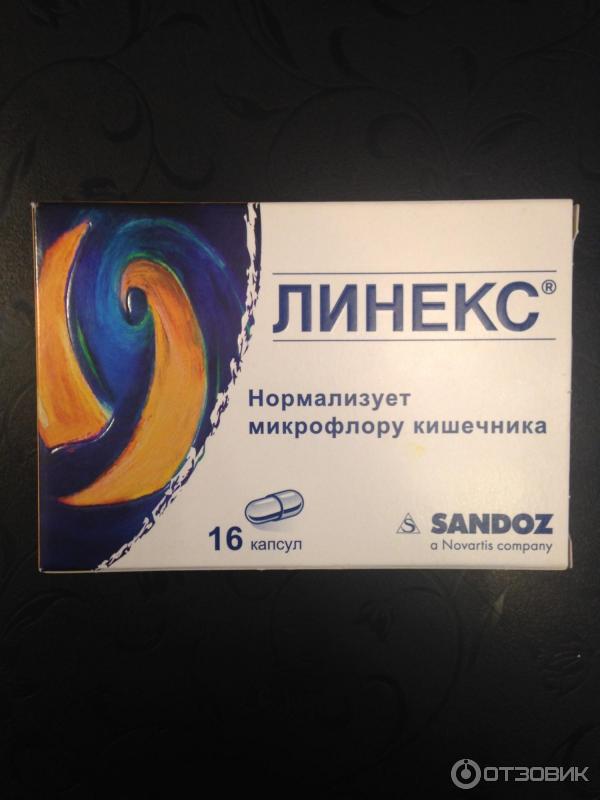 ЛИНЕКС®
Нормализует
микрофлору кишечника
16 капсул
S SANDOZ
a Novartis company
ОТЗОВИК